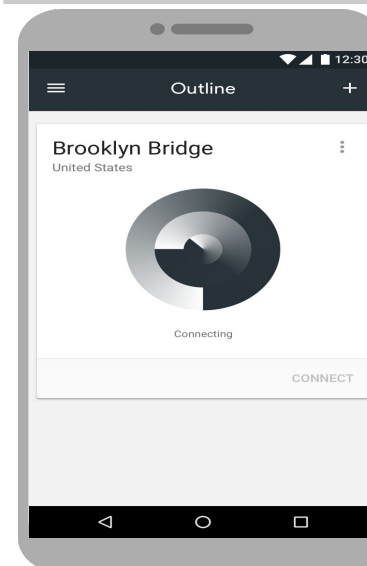 12:30
Outline
Brooklyn Bridge
United States
Connecting
CONNECT